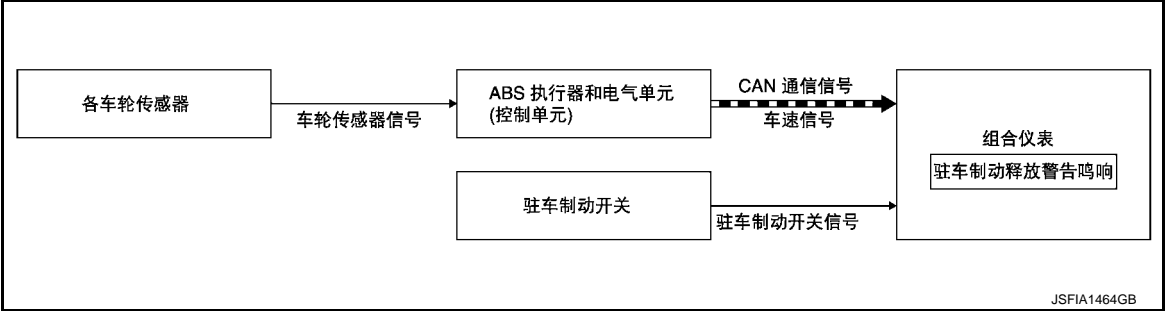 各车轮传感器
车轮传感器信号
ABS 执行器和电气单元
(控制单元)
CAN 通信信号
车速信号
组合仪表
驻车制动释放警告鸣响
驻车制动开关
驻车制动开关信号
JSFIA1464GB